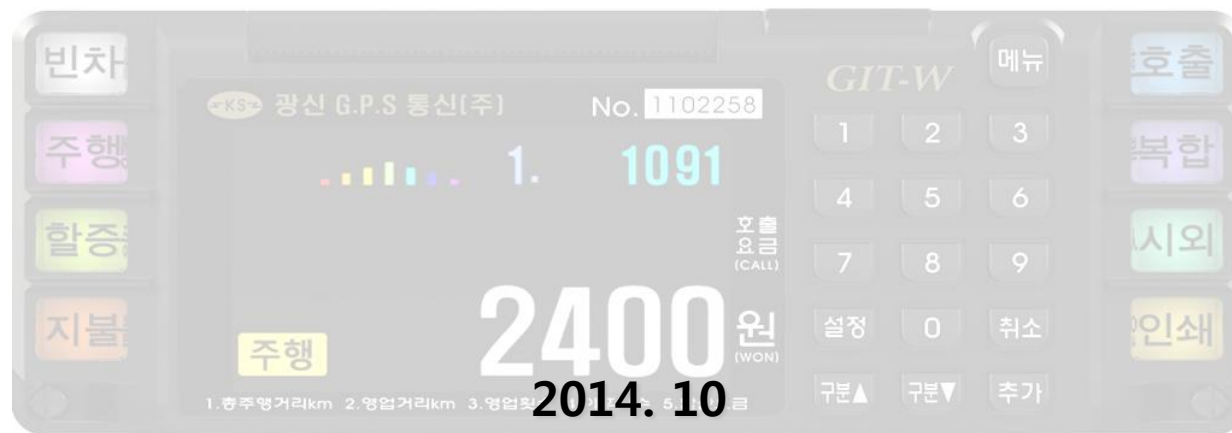 빈차
주행
할증
지불
KS 광신 G.P.S 통신(주) No. 1102258
1. 1091
호출
요금
(CALL)
2400 원
(WON)
주행
1.총주행거리km 2.영업거리km 3.영업횟
2014. 10
GIT-W
메뉴
1 2 3
4 5 6
7 8 9
설정 0 취소
구분▲ 구분▼ 추가
호출
복합
시외
인쇄